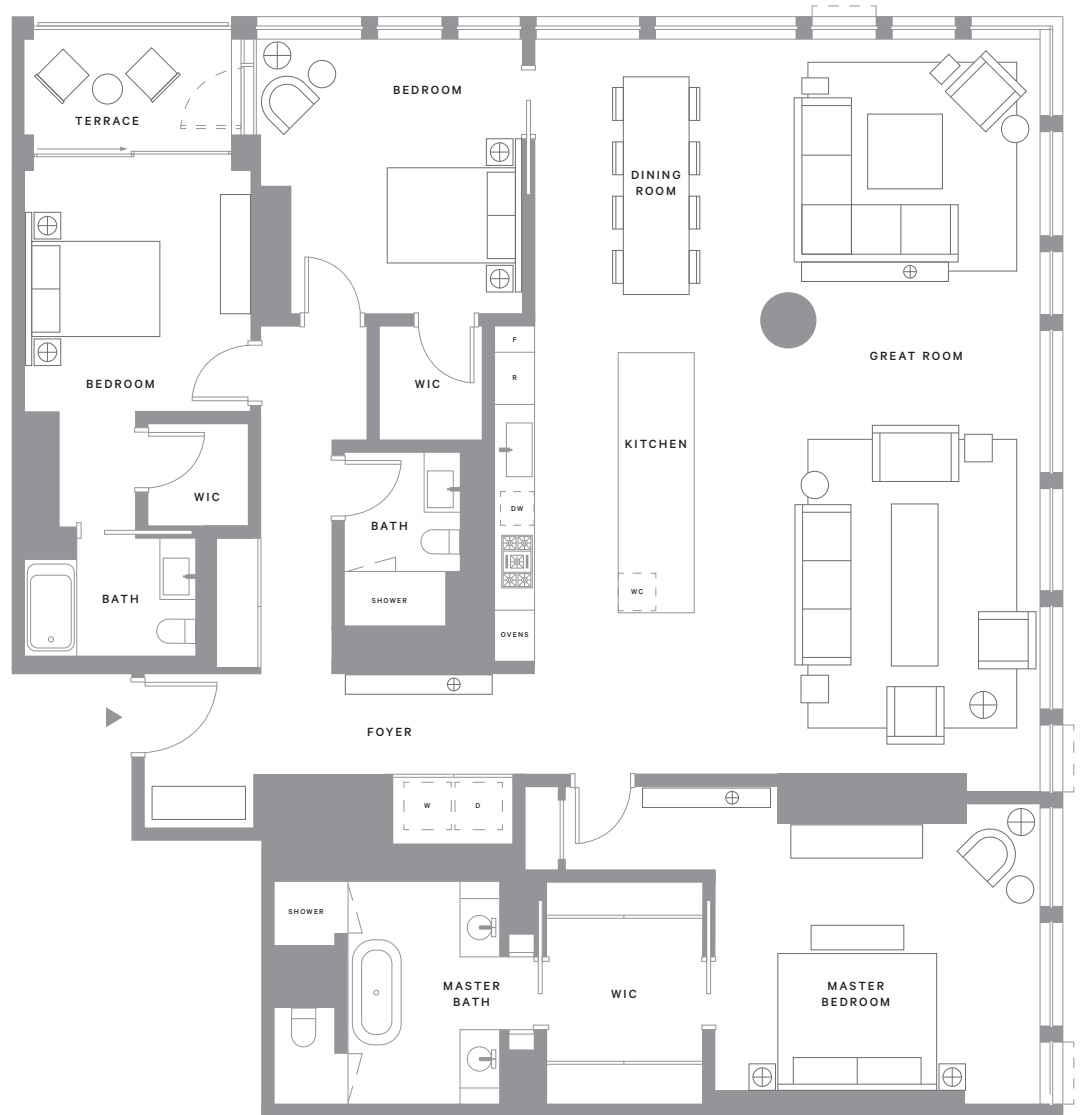 BEDROOM
TERRACE
DINING
ROOM
F
R
GREAT ROOM
BEDROOM
WIC
KITCHEN
WIC
DW
BATH
WC
BATH
SHOWER
OVENS
FOYER
W
D
SHOWER
MASTER
BATH
WIC
MASTER
BEDROOM